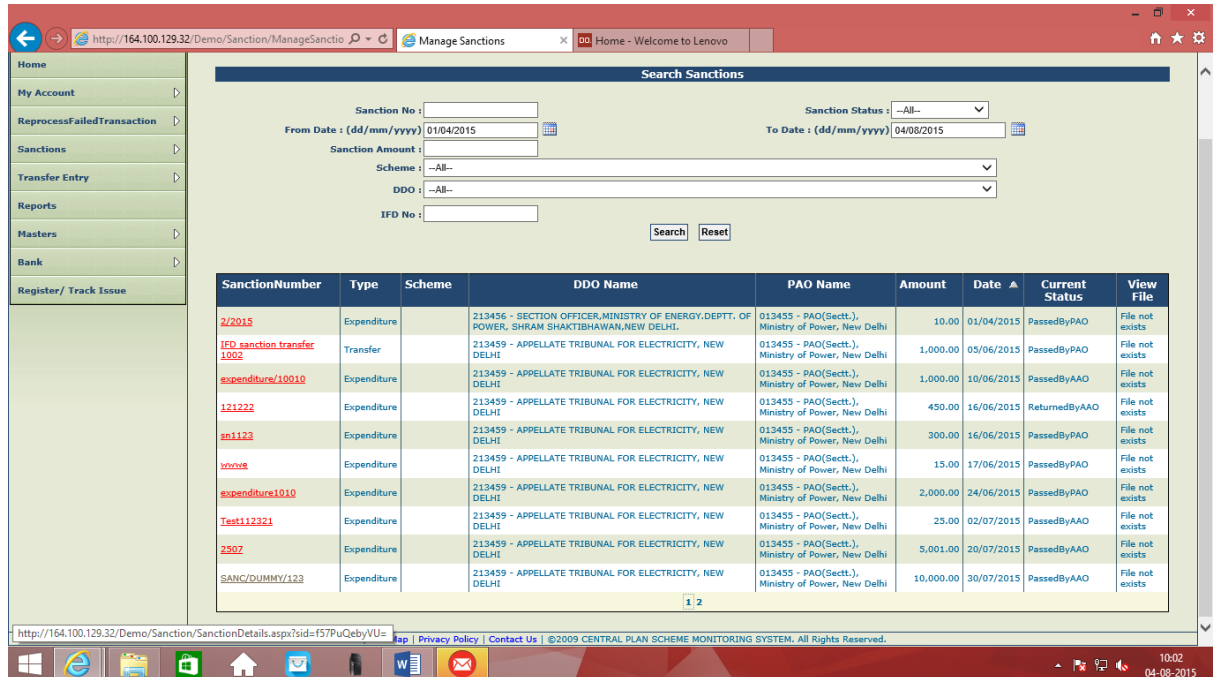 http://164.100.129.32/Demo/Sanction/ManageSanctio
Manage Sanctions
DO. Home - Welcome to Lenovo
Home
My Account
ReprocessFailedTransaction
Sanctions
Transfer Entry
Reports
Masters
Bank
Register/ Track Issue
Search Sanctions
Sanction No :
Sanction Status : --All--
From Date : (dd/mm/yyyy) 01/04/2015
To Date : (dd/mm/yyyy) 04/08/2015
Sanction Amount :
Scheme : --All--
DDO : --All--
IFD No :
Search Reset
SanctionNumber Type Scheme DDO Name PAO Name Amount Date Current Status View File
2/2015 Expenditure 213456 - SECTION OFFICER,MINISTRY OF ENERGY.DEPTT. OF POWER, SHRAM SHAKTIBHAWAN,NEW DELHI. 013455 - PAO(Sectt.), Ministry of Power, New Delhi 10.00 01/04/2015 PassedByPAO File not exists
IFD sanction transfer 1002 Transfer 213459 - APPELLATE TRIBUNAL FOR ELECTRICITY, NEW DELHI 013455 - PAO(Sectt.), Ministry of Power, New Delhi 1,000.00 05/06/2015 PassedByPAO File not exists
expenditure/10010 Expenditure 213459 - APPELLATE TRIBUNAL FOR ELECTRICITY, NEW DELHI 013455 - PAO(Sectt.), Ministry of Power, New Delhi 1,000.00 10/06/2015 PassedByAAO File not exists
121222 Expenditure 213459 - APPELLATE TRIBUNAL FOR ELECTRICITY, NEW DELHI 013455 - PAO(Sectt.), Ministry of Power, New Delhi 450.00 16/06/2015 ReturnedByAAO File not exists
sn1123 Expenditure 213459 - APPELLATE TRIBUNAL FOR ELECTRICITY, NEW DELHI 013455 - PAO(Sectt.), Ministry of Power, New Delhi 300.00 16/06/2015 PassedByPAO File not exists
wwwe Expenditure 213459 - APPELLATE TRIBUNAL FOR ELECTRICITY, NEW DELHI 013455 - PAO(Sectt.), Ministry of Power, New Delhi 15.00 17/06/2015 PassedByPAO File not exists
expenditure1010 Expenditure 213459 - APPELLATE TRIBUNAL FOR ELECTRICITY, NEW DELHI 013455 - PAO(Sectt.), Ministry of Power, New Delhi 2,000.00 24/06/2015 PassedByPAO File not exists
Test112321 Expenditure 213459 - APPELLATE TRIBUNAL FOR ELECTRICITY, NEW DELHI 013455 - PAO(Sectt.), Ministry of Power, New Delhi 25.00 02/07/2015 PassedByAAO File not exists
2507 Expenditure 213459 - APPELLATE TRIBUNAL FOR ELECTRICITY, NEW DELHI 013455 - PAO(Sectt.), Ministry of Power, New Delhi 5,001.00 20/07/2015 PassedByAAO File not exists
SANC/DUMMY/123 Expenditure 213459 - APPELLATE TRIBUNAL FOR ELECTRICITY, NEW DELHI 013455 - PAO(Sectt.), Ministry of Power, New Delhi 10,000.00 30/07/2015 PassedByAAO File not exists
1 2
http://164.100.129.32/Demo/Sanction/SanctionDetails.aspx?sid=f57PuQebyVU=
ap | Privacy Policy | Contact Us | ©2009 CENTRAL PLAN SCHEME MONITORING SYSTEM. All Rights Reserved.
10:02
04-08-2015